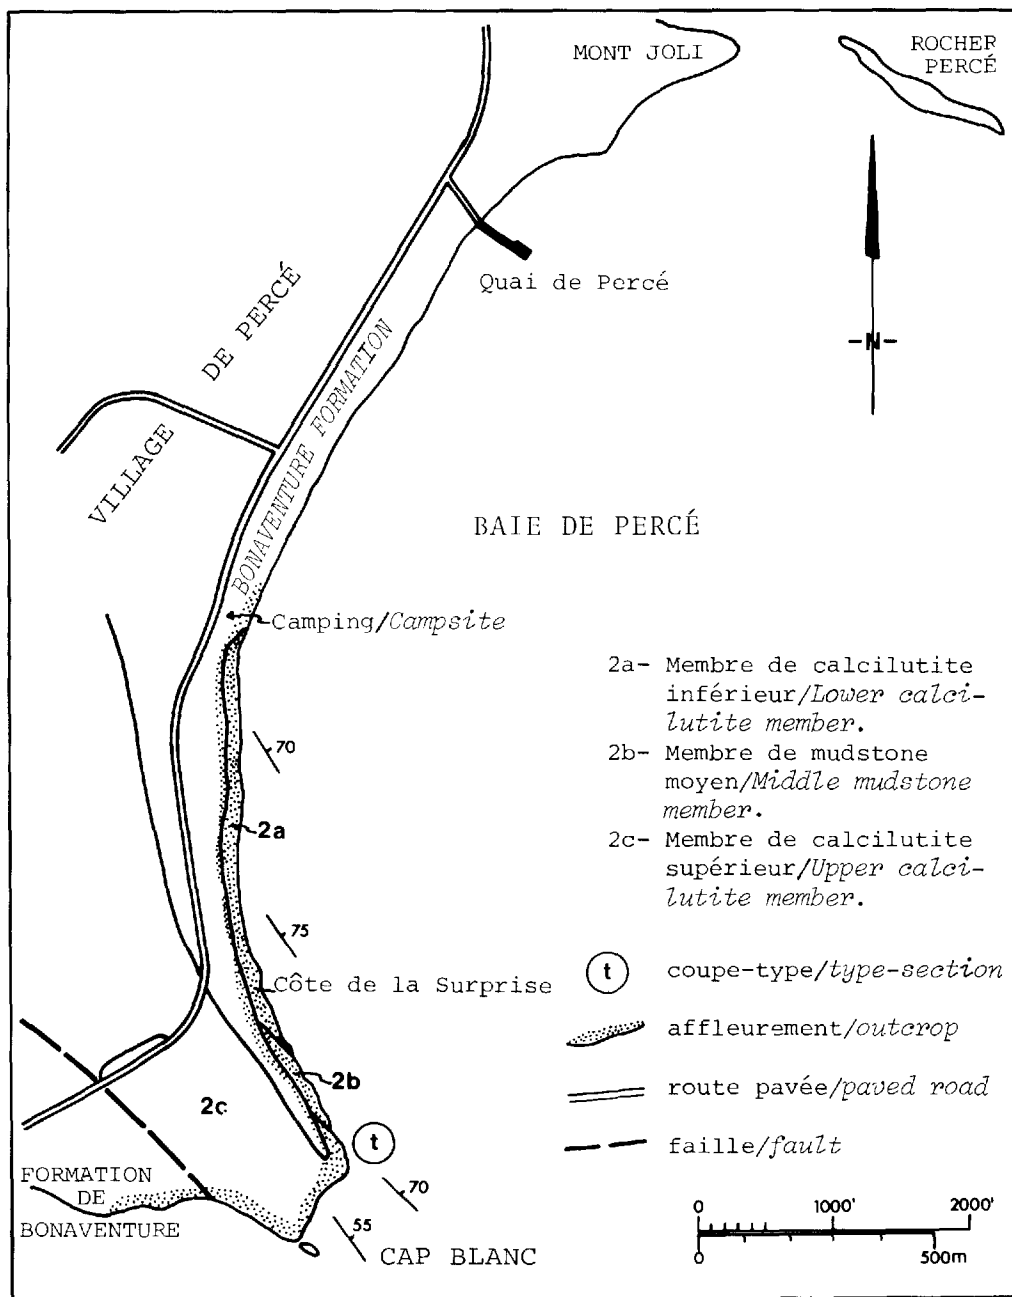 MONT JOLI
ROCHER
PERCÉ
Quai de Percé
-N-
VILLAGE DE PERCÉ
BONAVENTURE FORMATION
BAIE DE PERCÉ
Camping/Campsite
70
2a
75
Côte de la Surprise
2b
2c
t
70
55
CAP BLANC
FORMATION
DE
BONAVENTURE
2a- Membre de calcilutite
inférieur/Lower calci-
lutite member.
2b- Membre de mudstone
moyen/Middle mudstone
member.
2c- Membre de calcilutite
supérieur/Upper calci-
lutite member.
t coupe-type/type-section
affleurement/outcrop
route pavée/paved road
faille/fault
0 1000' 2000'
0 500m